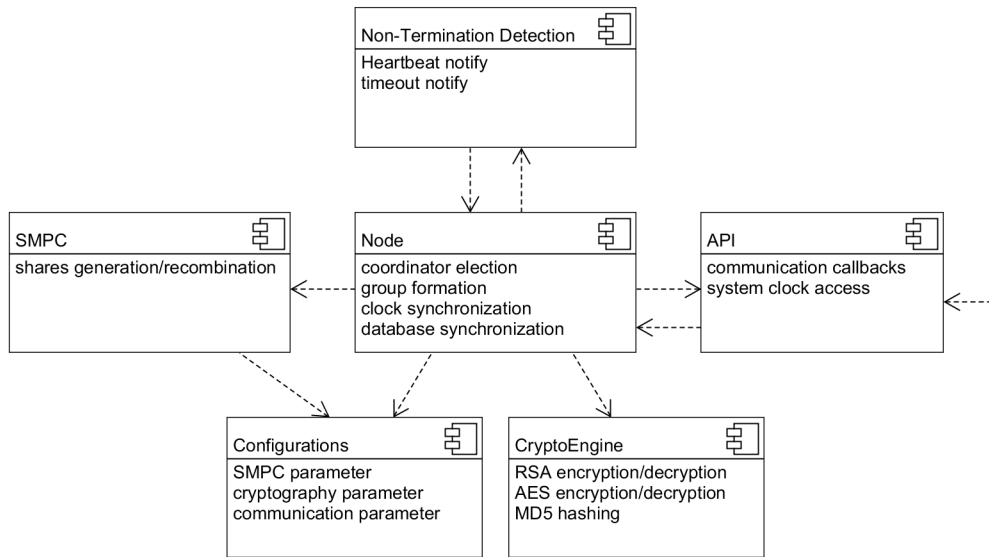 Non-Termination Detection
Heartbeat notify
timeout notify
SMPC
shares generation/recombination
Node
coordinator election
group formation
clock synchronization
database synchronization
API
communication callbacks
system clock access
Configurations
SMPC parameter
cryptography parameter
communication parameter
CryptoEngine
RSA encryption/decryption
AES encryption/decryption
MD5 hashing